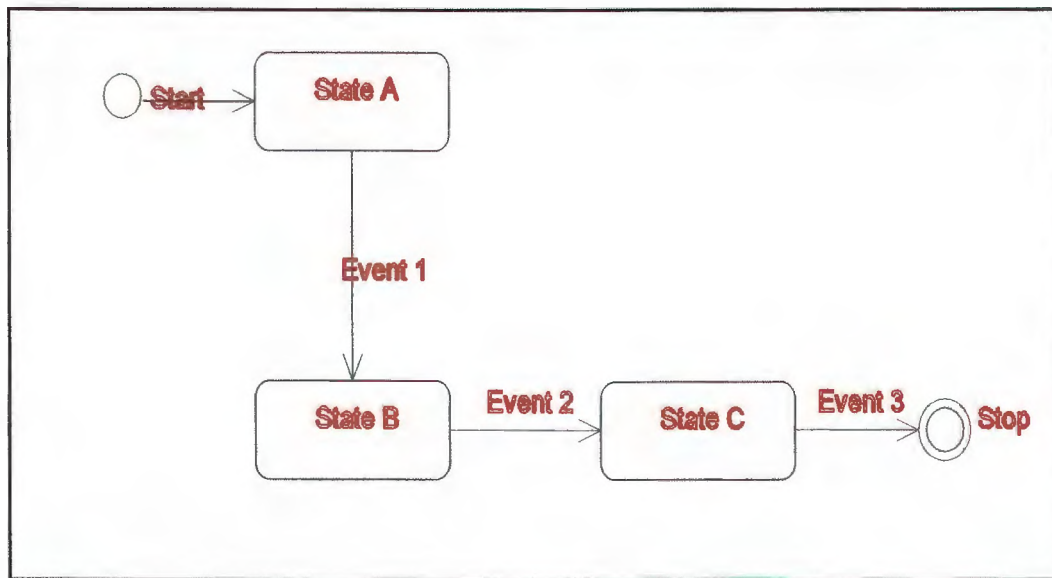 Start
State A
Event 1
State B
Event 2
State C
Event 3
Stop